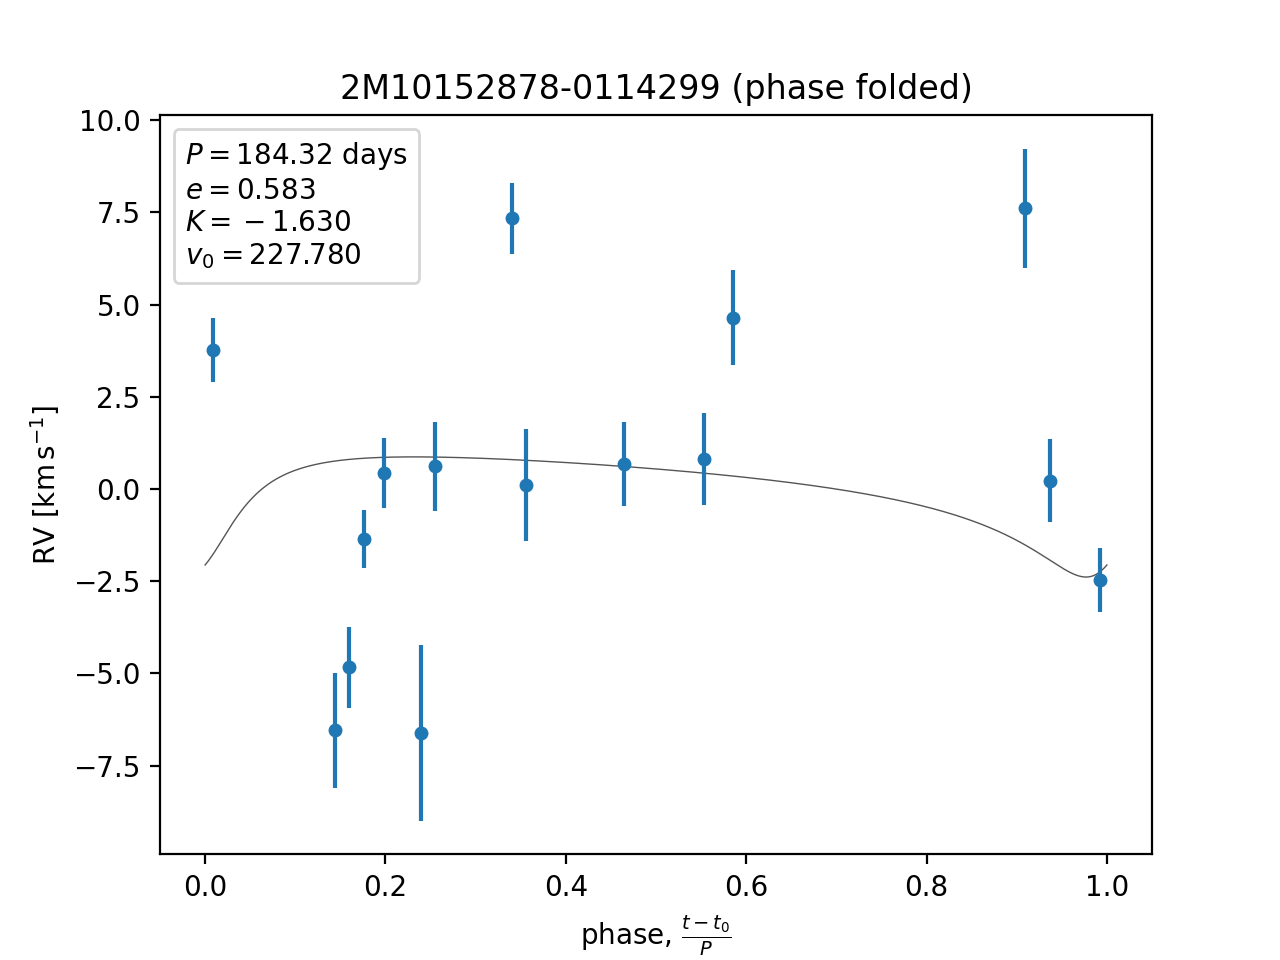 2M10152878-0114299 (phase folded)
P = 184.32 days
e = 0.583
K = −1.630
v₀ = 227.780
10.0
7.5
5.0
2.5
0.0
−2.5
−5.0
−7.5
RV [km s⁻¹]
0.0 0.2 0.4 0.6 0.8 1.0
phase, (t − t₀)/P